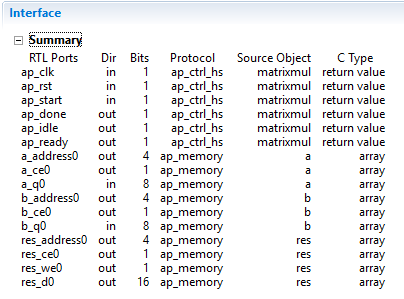 Interface
Summary
RTL Ports Dir Bits Protocol Source Object C Type
ap_clk in 1 ap_ctrl_hs matrixmul return value
ap_rst in 1 ap_ctrl_hs matrixmul return value
ap_start in 1 ap_ctrl_hs matrixmul return value
ap_done out 1 ap_ctrl_hs matrixmul return value
ap_idle out 1 ap_ctrl_hs matrixmul return value
ap_ready out 1 ap_ctrl_hs matrixmul return value
a_address0 out 4 ap_memory a array
a_ce0 out 1 ap_memory a array
a_q0 in 8 ap_memory a array
b_address0 out 4 ap_memory b array
b_ce0 out 1 ap_memory b array
b_q0 in 8 ap_memory b array
res_address0 out 4 ap_memory res array
res_ce0 out 1 ap_memory res array
res_we0 out 1 ap_memory res array
res_d0 out 16 ap_memory res array